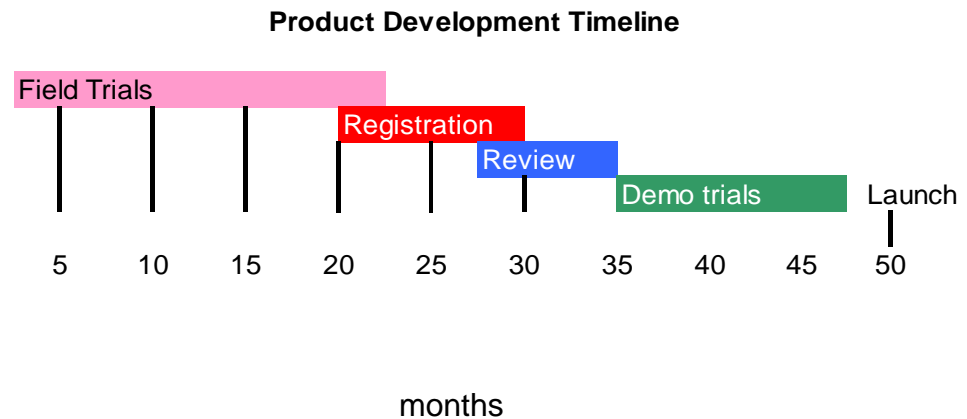 Product Development Timeline
Field Trials
Registration
Review
Demo trials
Launch
5 10 15 20 25 30 35 40 45 50
months